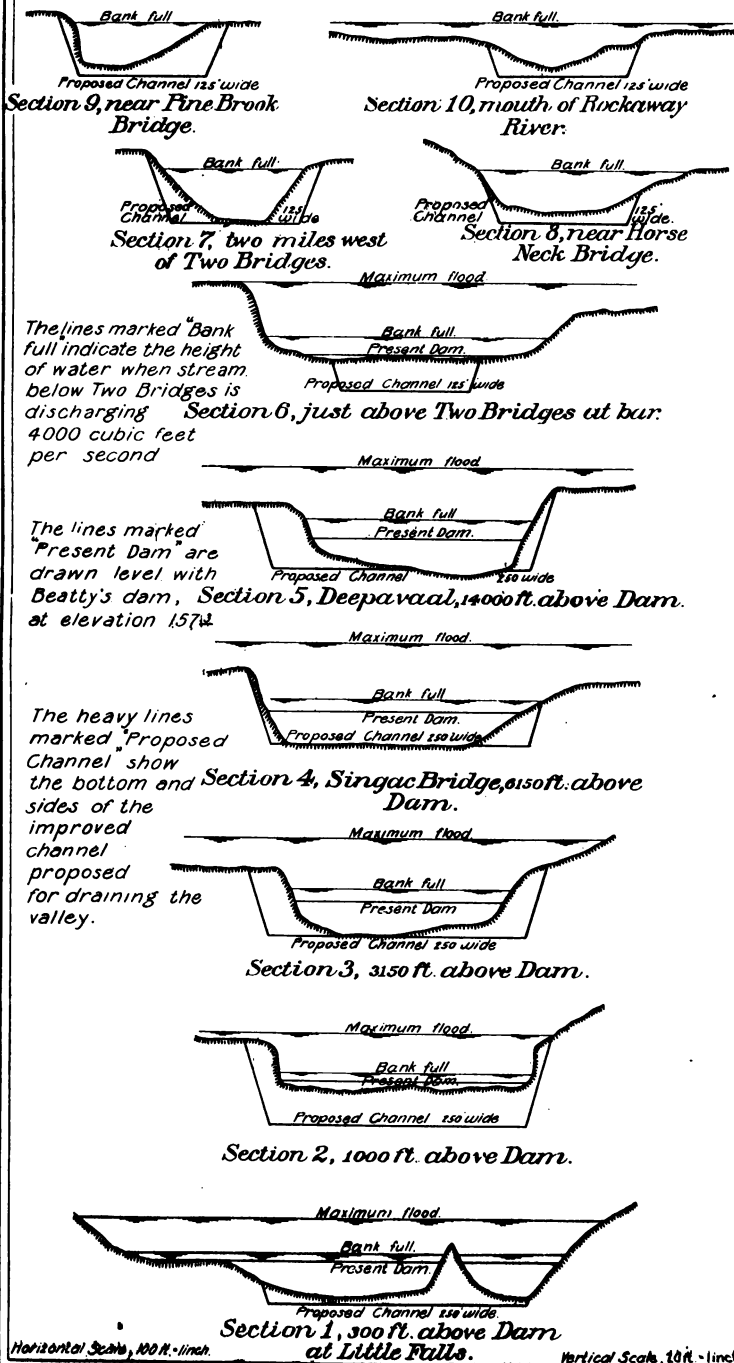 Bank full.
Proposed Channel 125' wide
Section 9, near Pine Brook
Bridge.
Bank full.
Proposed Channel 125' wide
Section 10, mouth of Rockaway
River.
Bank full.
Proposed
Channel
125'
wide
Section 7, two miles west
of Two Bridges.
Bank full.
Proposed
Channel
125'
wide.
Section 8, near Horse
Neck Bridge.
Maximum flood.
Bank full.
Present Dam.
Proposed Channel 125' wide
Section 6, just above Two Bridges at bar.
The lines marked "Bank
full" indicate the height
of water when stream
below Two Bridges is
discharging
4000 cubic feet
per second
Maximum flood
Bank full
Present Dam.
Proposed Channel 250 wide
Section 5, Deepavaal, 14000 ft. above Dam.
The lines marked
"Present Dam" are
drawn level with
Beatty's dam,
at elevation
Maximum flood.
Bank full
Present Dam.
Proposed Channel 250 wide
Section 4, Singac Bridge, 6150 ft. above
Dam.
The heavy lines
marked "Proposed
Channel" show
the bottom and
sides of the
improved
channel
proposed
for draining the
valley.
Maximum flood
Bank full
Present Dam
Proposed Channel 250 wide
Section 3, 3150 ft. above Dam.
Maximum flood.
Bank full
Present Dam.
Proposed Channel 250 wide
Section 2, 1000 ft. above Dam.
Maximum flood.
Bank full.
Present Dam.
Proposed Channel 250 wide.
Section 1, 300 ft. above Dam
at Little Falls.
Horizontal Scale, 100 ft. = 1 inch.
Vertical Scale, 20 ft. = 1 inch